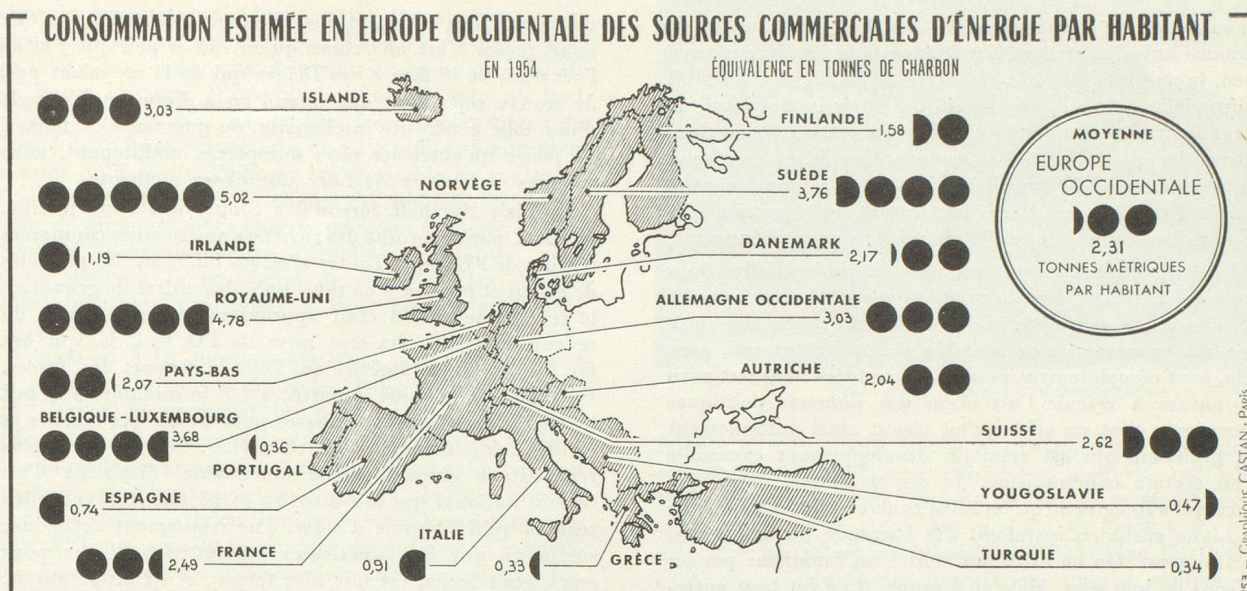 CONSOMMATION ESTIMÉE EN EUROPE OCCIDENTALE DES SOURCES COMMERCIALES D'ÉNERGIE PAR HABITANT
EN 1954
ÉQUIVALENCE EN TONNES DE CHARBON
ISLANDE
3,03
NORVÈGE
5,02
IRLANDE
1,19
ROYAUME-UNI
4,78
PAYS-BAS
2,07
BELGIQUE-LUXEMBOURG
3,68
0,36
PORTUGAL
ESPAGNE
0,74
FRANCE
2,49
ITALIE
0,91
GRÈCE
0,33
FINLANDE
1,58
SUÈDE
3,76
DANEMARK
2,17
ALLEMAGNE OCCIDENTALE
3,03
AUTRICHE
2,04
SUISSE
2,62
YOUGOSLAVIE
0,47
TURQUIE
0,34
MOYENNE
EUROPE
OCCIDENTALE
2,31
TONNES MÉTRIQUES
PAR HABITANT
Graphique CASTAN Paris